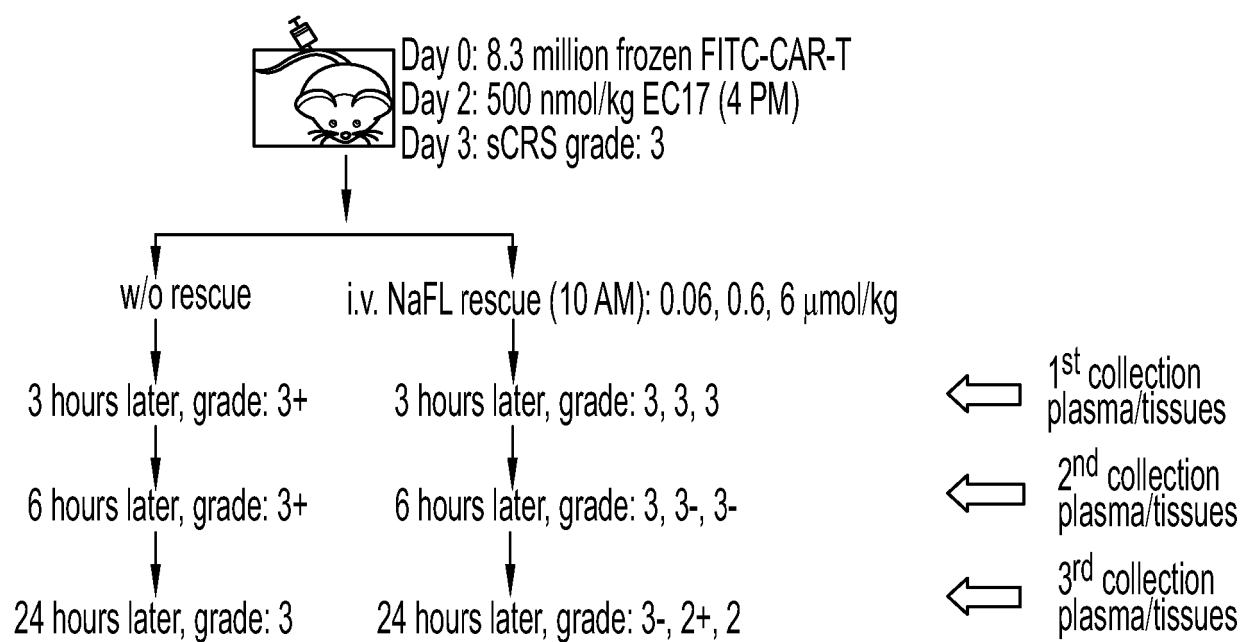 Day 0: 8.3 million frozen FITC-CAR-T
Day 2: 500 nmol/kg EC17 (4 PM)
Day 3: sCRS grade: 3
w/o rescue
i.v. NaFL rescue (10 AM): 0.06, 0.6, 6 μmol/kg
3 hours later, grade: 3+
3 hours later, grade: 3, 3, 3
1st collection
plasma/tissues
6 hours later, grade: 3+
6 hours later, grade: 3, 3-, 3-
2nd collection
plasma/tissues
24 hours later, grade: 3
24 hours later, grade: 3-, 2+, 2
3rd collection
plasma/tissues